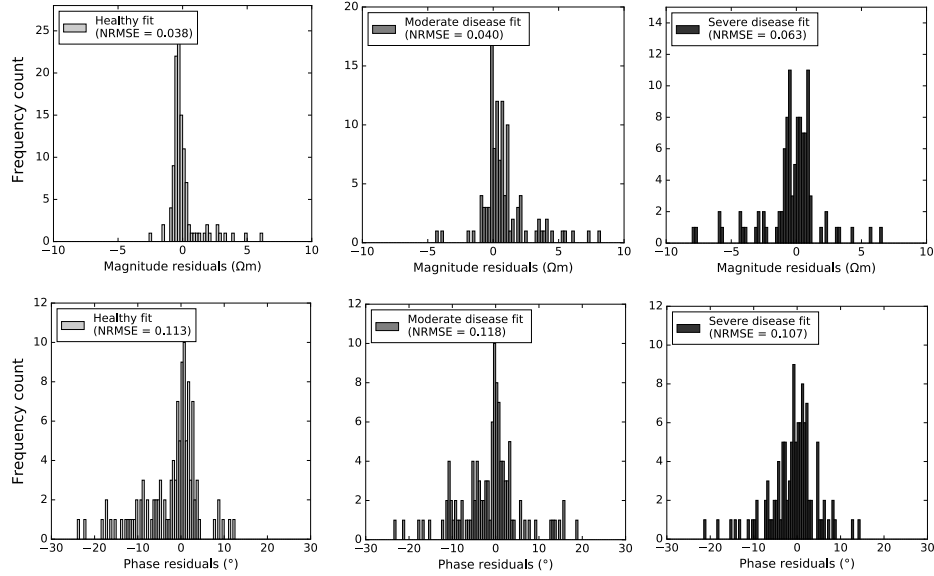 Healthy fit
(NRMSE = 0.038)
Frequency count
25
20
15
10
5
0
−10 −5 0 5 10
Magnitude residuals (Ωm)
Moderate disease fit
(NRMSE = 0.040)
20
15
10
5
0
−10 −5 0 5 10
Magnitude residuals (Ωm)
Severe disease fit
(NRMSE = 0.063)
14
12
10
8
6
4
2
0
−10 −5 0 5 10
Magnitude residuals (Ωm)
Healthy fit
(NRMSE = 0.113)
Frequency count
12
10
8
6
4
2
0
−30 −20 −10 0 10 20 30
Phase residuals (°)
Moderate disease fit
(NRMSE = 0.118)
12
10
8
6
4
2
0
−30 −20 −10 0 10 20 30
Phase residuals (°)
Severe disease fit
(NRMSE = 0.107)
12
10
8
6
4
2
0
−30 −20 −10 0 10 20 30
Phase residuals (°)